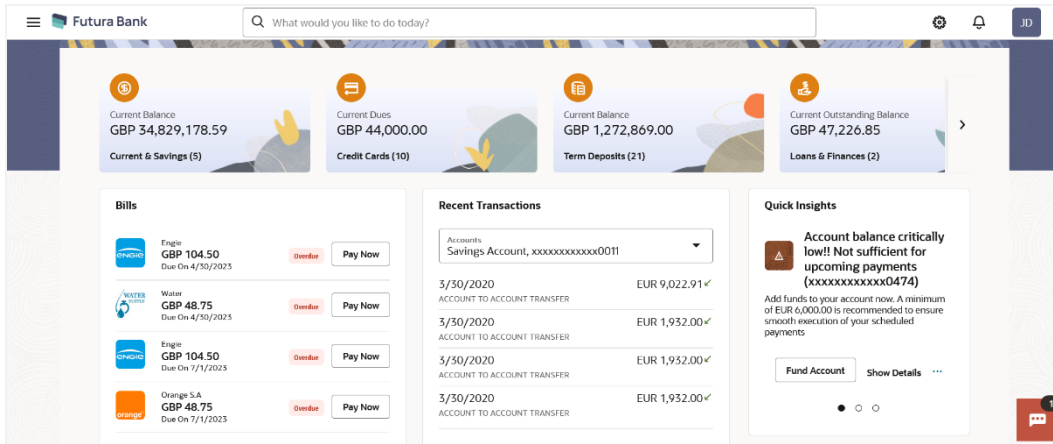 Futura Bank
What would you like to do today?
JD
Current Balance
GBP 34,829,178.59
Current & Savings (5)
Current Dues
GBP 44,000.00
Credit Cards (10)
Current Balance
GBP 1,272,869.00
Term Deposits (21)
Current Outstanding Balance
GBP 47,226.85
Loans & Finances (2)
Bills
ENGIE
Engie
GBP 104.50
Due On 4/30/2023
Overdue
Pay Now
WATER
Water
GBP 48.75
Due On 4/30/2023
Overdue
Pay Now
ENGIE
Engie
GBP 104.50
Due On 7/1/2023
Overdue
Pay Now
orange
Orange S.A
GBP 48.75
Due On 7/1/2023
Overdue
Pay Now
Recent Transactions
Accounts
Savings Account, xxxxxxxxxxxx0011
3/30/2020 EUR 9,022.91
ACCOUNT TO ACCOUNT TRANSFER
3/30/2020 EUR 1,932.00
ACCOUNT TO ACCOUNT TRANSFER
3/30/2020 EUR 1,932.00
ACCOUNT TO ACCOUNT TRANSFER
3/30/2020 EUR 1,932.00
ACCOUNT TO ACCOUNT TRANSFER
Quick Insights
Account balance critically
low!! Not sufficient for
upcoming payments
(xxxxxxxxxxxx0474)
Add funds to your account now. A minimum
of EUR 6,000.00 is recommended to ensure
smooth execution of your scheduled
payments
Fund Account
Show Details
1